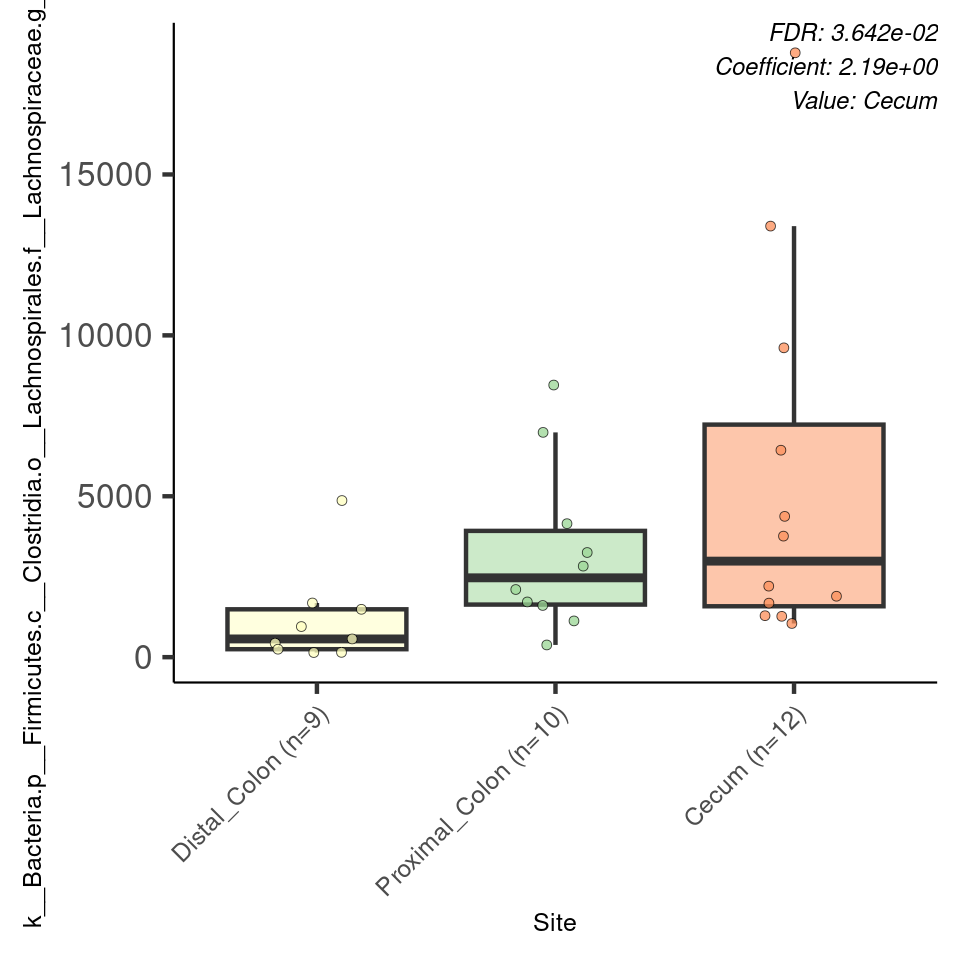 k__Bacteria.p__Firmicutes.c__Clostridia.o__Lachnospirales.f__Lachnospiraceae.g_
FDR: 3.642e-02
Coefficient: 2.19e+00
Value: Cecum
15000
10000
5000
0
Distal_Colon (n=9)
Proximal_Colon (n=10)
Cecum (n=12)
Site